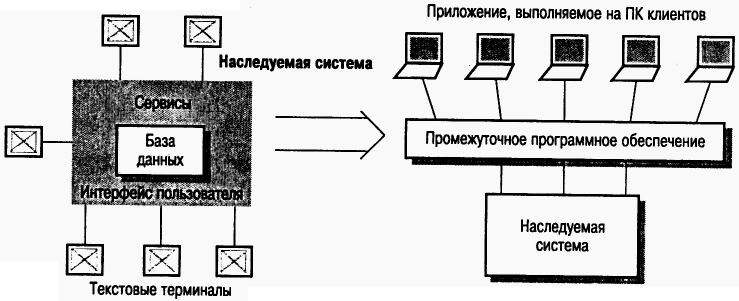 Приложение, выполняемое на ПК клиентов
Наследуемая система
Сервисы
База
данных
Интерфейс пользователя
Текстовые терминалы
Промежуточное программное обеспечение
Наследуемая
система